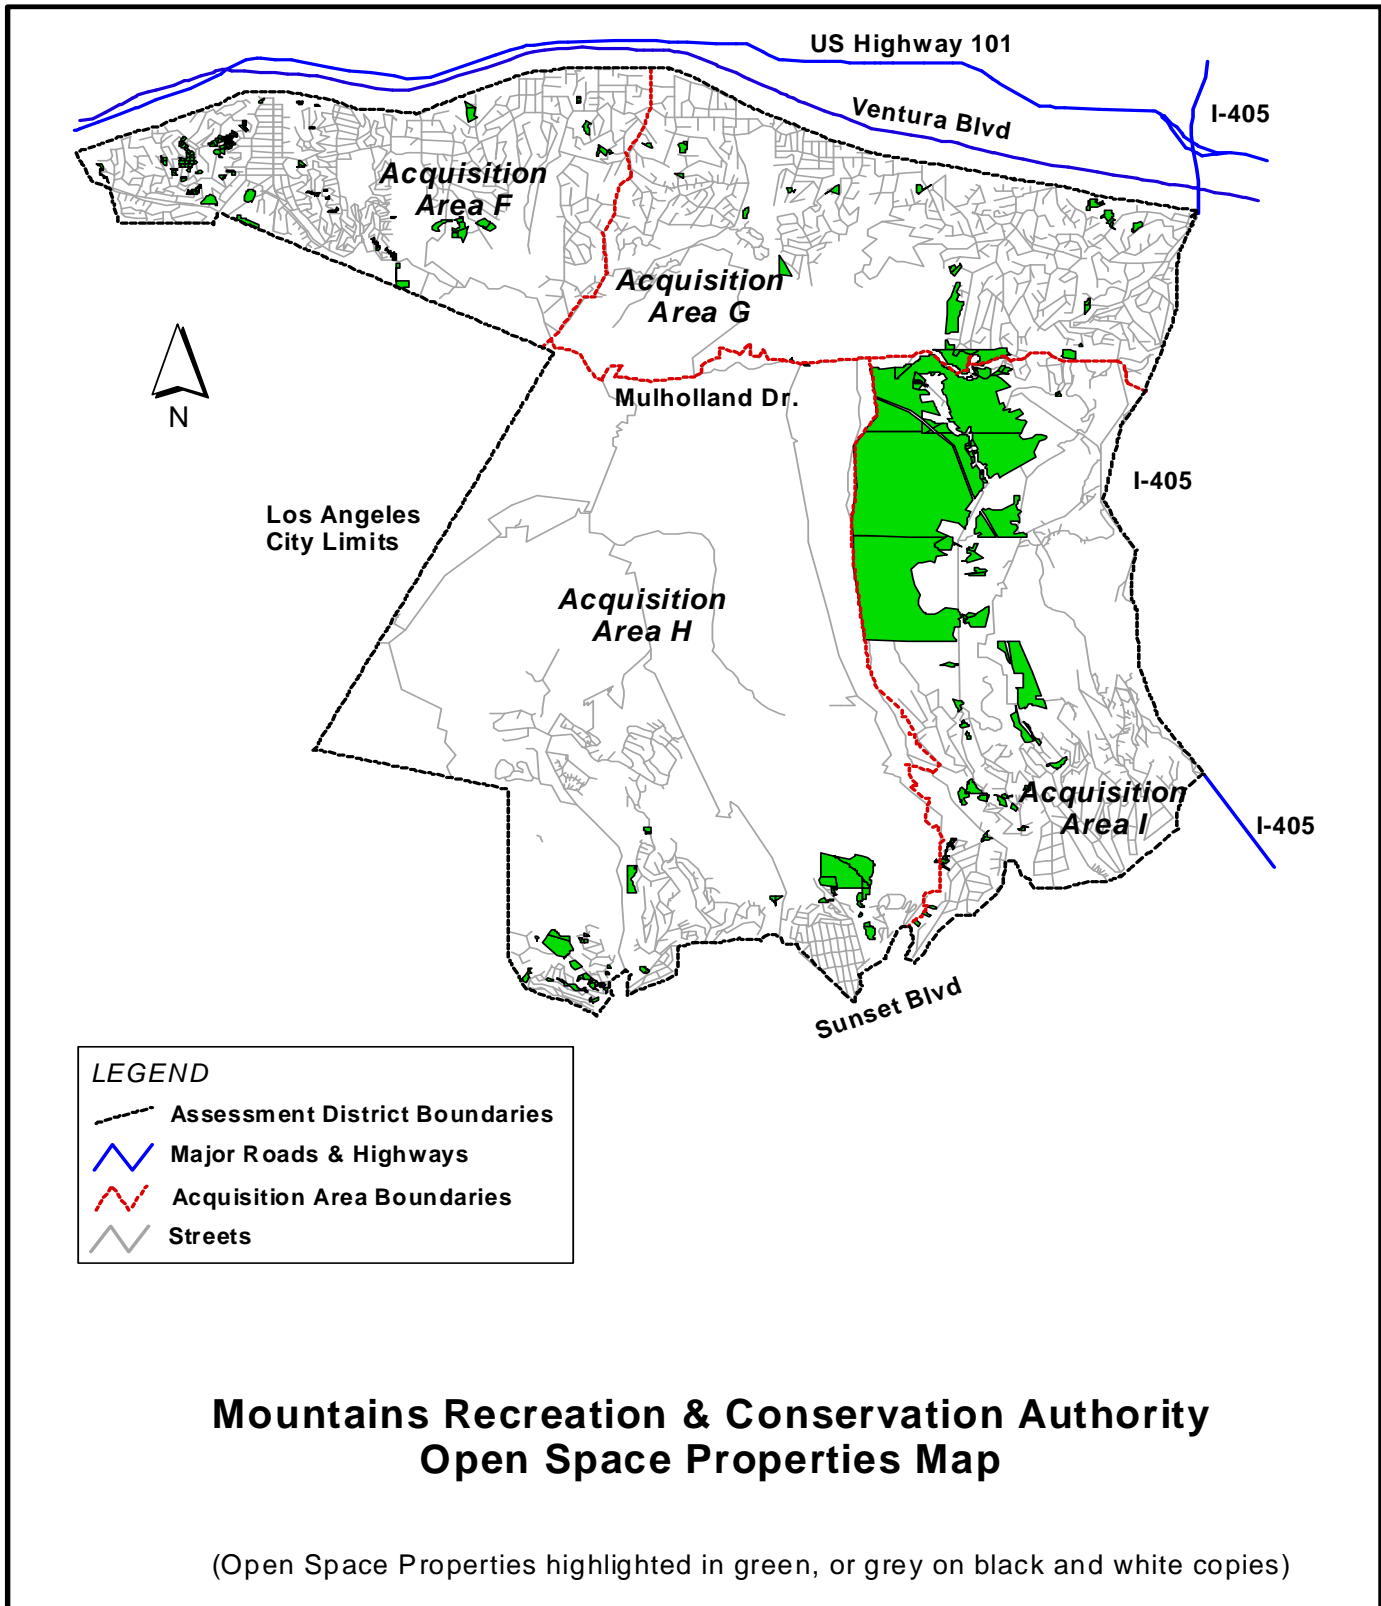 US Highway 101
Ventura Blvd
I-405
Acquisition
Area F
Acquisition
Area G
N
Mulholland Dr.
I-405
Los Angeles
City Limits
Acquisition
Area H
Acquisition
Area I
I-405
Sunset Blvd
LEGEND
Assessment District Boundaries
Major Roads & Highways
Acquisition Area Boundaries
Streets
Mountains Recreation & Conservation Authority
Open Space Properties Map
(Open Space Properties highlighted in green, or grey on black and white copies)